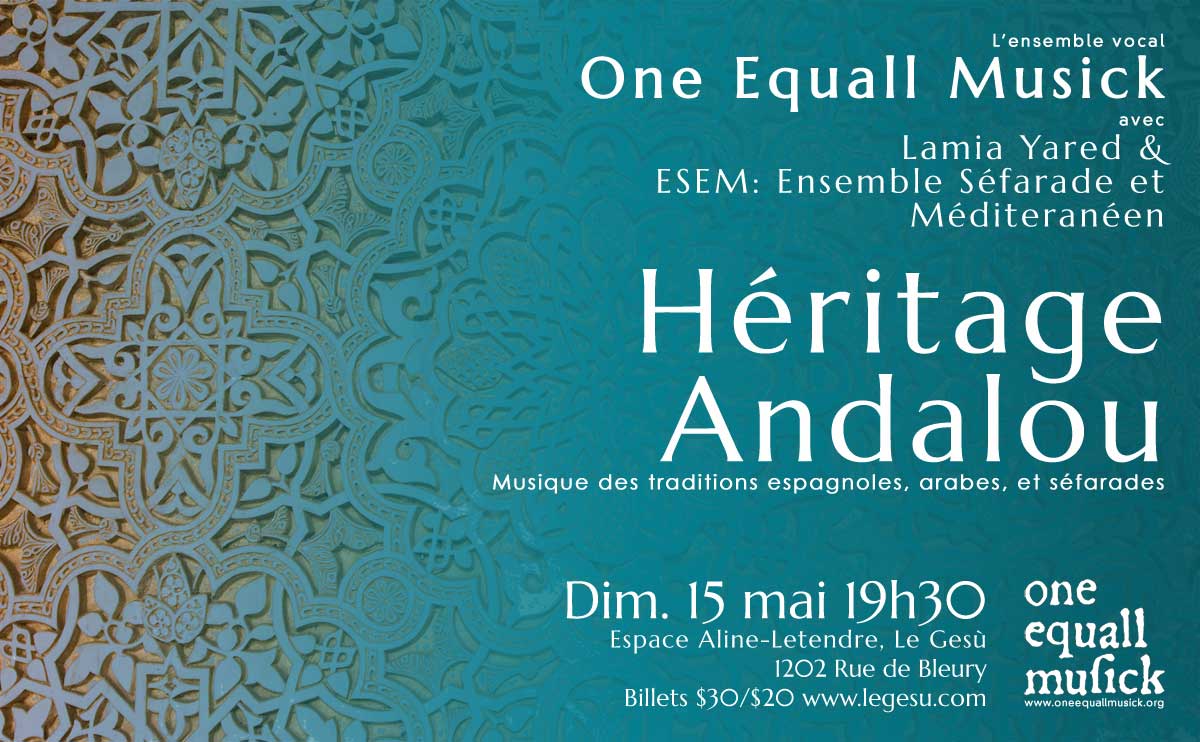 L'ensemble vocal
One Equall Musick
avec
Lamia Yared &
ESEM: Ensemble Séfarade et
Méditeranéen
Héritage
Andalou
Musique des traditions espagnoles, arabes, et séfarades
Dim. 15 mai 19h30
Espace Aline-Letendre, Le Gesù
1202 Rue de Bleury
Billets $30/$20 www.legesu.com
one
equall
muſick
www.oneequallmusick.org